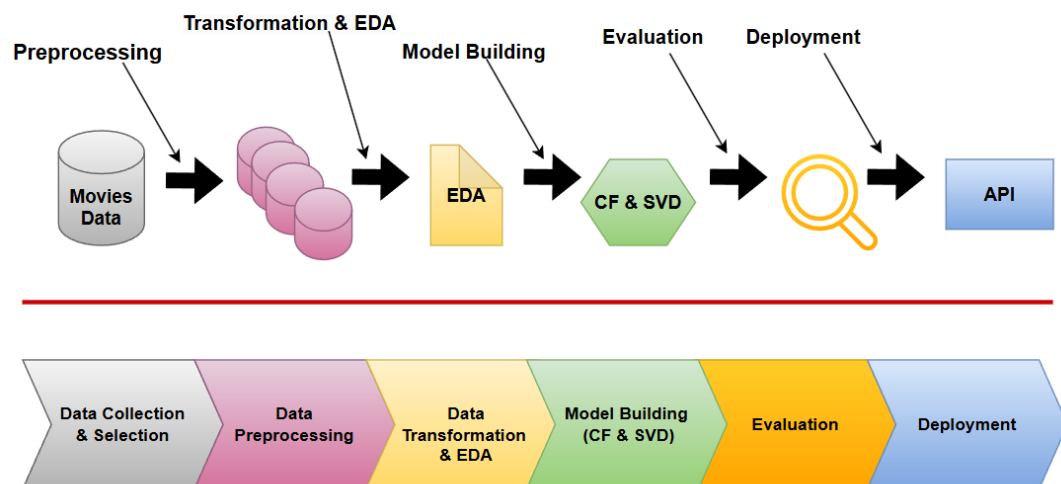 Transformation & EDA
Preprocessing
Model Building
Evaluation
Deployment
Movies
Data
EDA
CF & SVD
API
Data Collection
& Selection
Data
Preprocessing
Data
Transformation
& EDA
Model Building
(CF & SVD)
Evaluation
Deployment